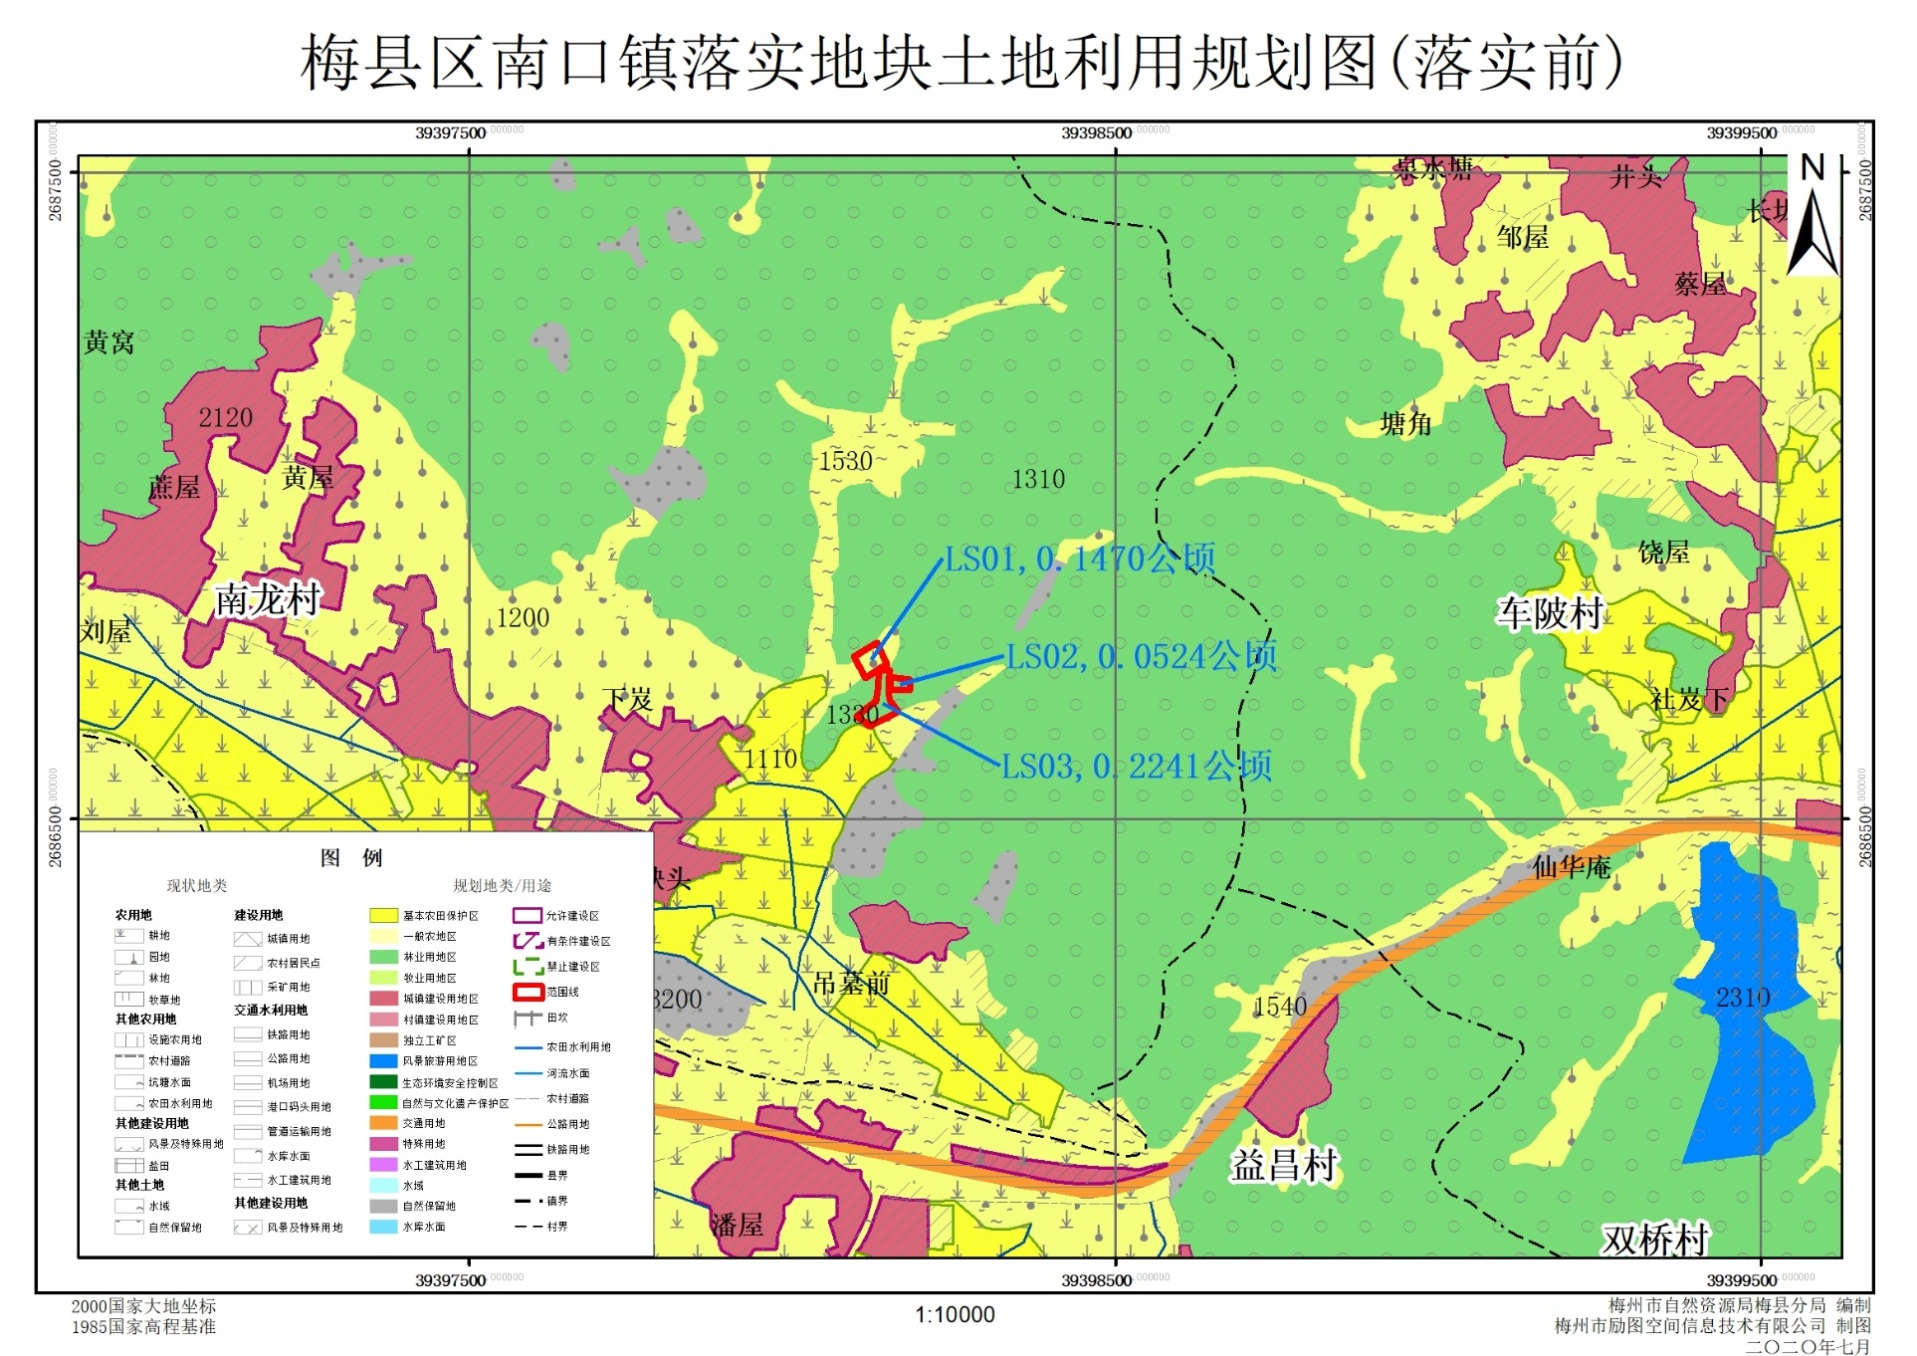 梅县区南口镇落实地块土地利用规划图(落实前)
39397500.000000
39398500.000000
39399500.000000
2687500.000000
2687500.000000
N
泉水塘
井头
邹屋
蔡屋
黄窝
2120
黄屋
蔗屋
塘角
1530
1310
南龙村
刘屋
1200
LS01,0.1470公顷
饶屋
车陂村
LS02,0.0524公顷
下岌
1330
社岌下
1110
LS03,0.2241公顷
2686500.000000
2686500.000000
仙华庵
吊墓前
1540
2310
益昌村
潘屋
双桥村
图 例
现状地类
规划地类/用途
农用地
耕地
园地
林地
牧草地
其他农用地
设施农用地
农村道路
坑塘水面
农田水利用地
其他建设用地
风景及特殊用地
盐田
其他土地
水域
自然保留地
建设用地
城镇用地
农村居民点
采矿用地
交通水利用地
铁路用地
公路用地
机场用地
港口码头用地
管道运输用地
水库水面
水工建筑用地
其他建设用地
风景及特殊用地
基本农田保护区
一般农地区
林业用地区
牧业用地区
城镇建设用地区
村镇建设用地区
独立工矿区
风景旅游用地区
生态环境安全控制区
自然与文化遗产保护区
交通用地
特殊用地
水工建筑用地
水域
自然保留地
水库水面
允许建设区
有条件建设区
禁止建设区
范围线
田坎
农田水利用地
河流水面
农村道路
公路用地
铁路用地
县界
镇界
村界
39397500.000000
39398500.000000
39399500.000000
2000国家大地坐标
1985国家高程基准
1:10000
梅州市自然资源局梅县分局 编制
梅州市励图空间信息技术有限公司 制图
二〇二〇年七月